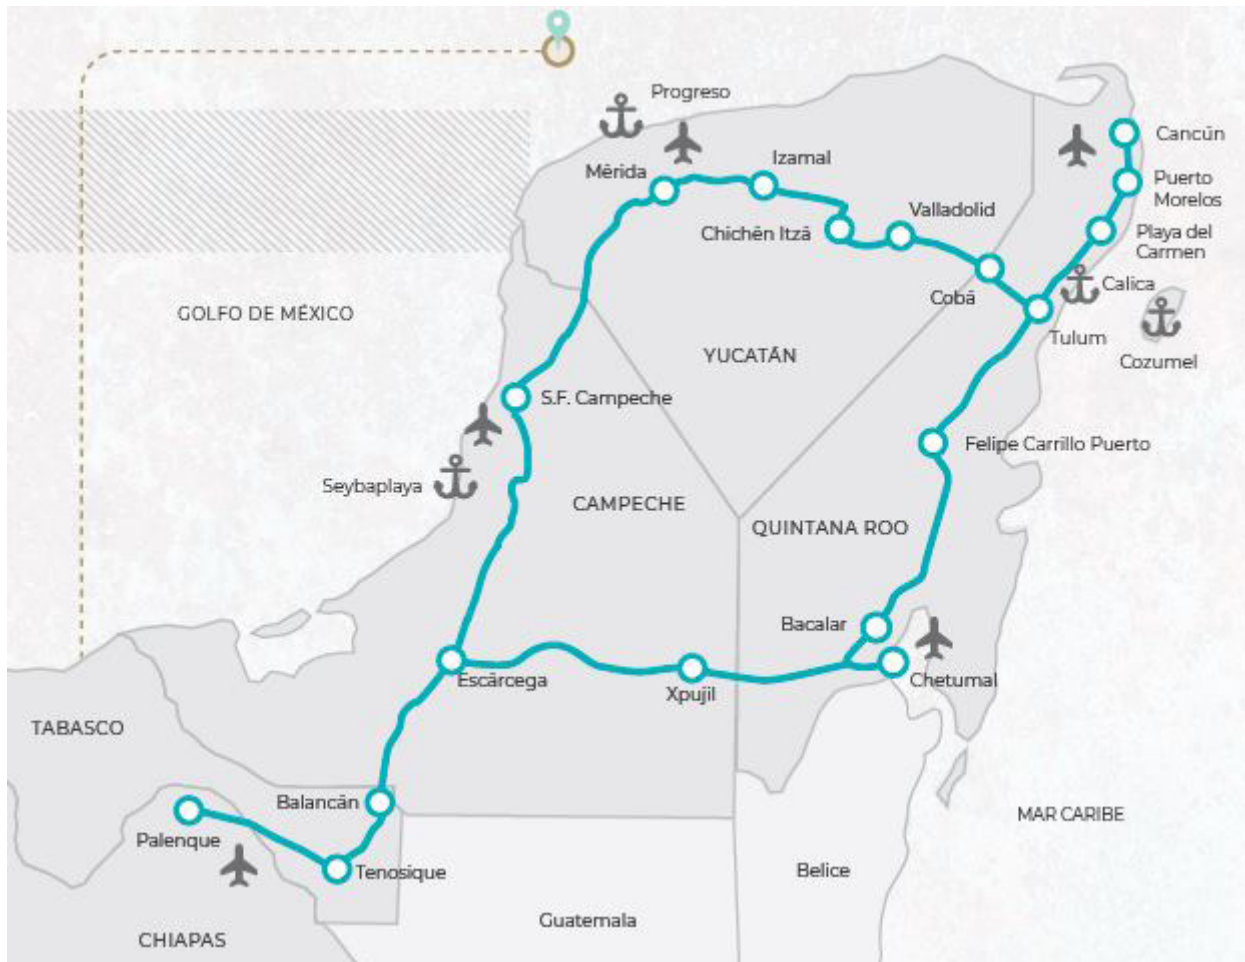 Progreso
Mérida
Izamal
Cancún
Puerto
Morelos
Chichén Itzá
Valladolid
Playa del
Carmen
Cobá
Calica
GOLFO DE MÉXICO
Tulum
Cozumel
YUCATÁN
S.F. Campeche
Felipe Carrillo Puerto
Seybaplaya
CAMPECHE
QUINTANA ROO
Bacalar
Escárcega
Xpujil
Chetumal
TABASCO
Balancán
MAR CARIBE
Palenque
Tenosique
Belice
Guatemala
CHIAPAS